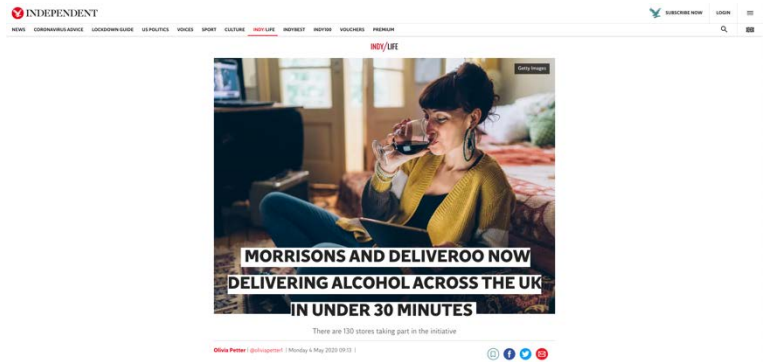 INDEPENDENT
SUBSCRIBE NOW LOGIN
NEWS CORONAVIRUS ADVICE LOCKDOWN GUIDE US POLITICS VOICES SPORT CULTURE INDY LIFE INDYBEST INDY100 VOUCHERS PREMIUM
INDY/LIFE
Getty Images
MORRISONS AND DELIVEROO NOW
DELIVERING ALCOHOL ACROSS THE UK
IN UNDER 30 MINUTES
There are 130 stores taking part in the initiative
Olivia Petter | @oliviapetter1 | Monday 4 May 2020 09:13 |